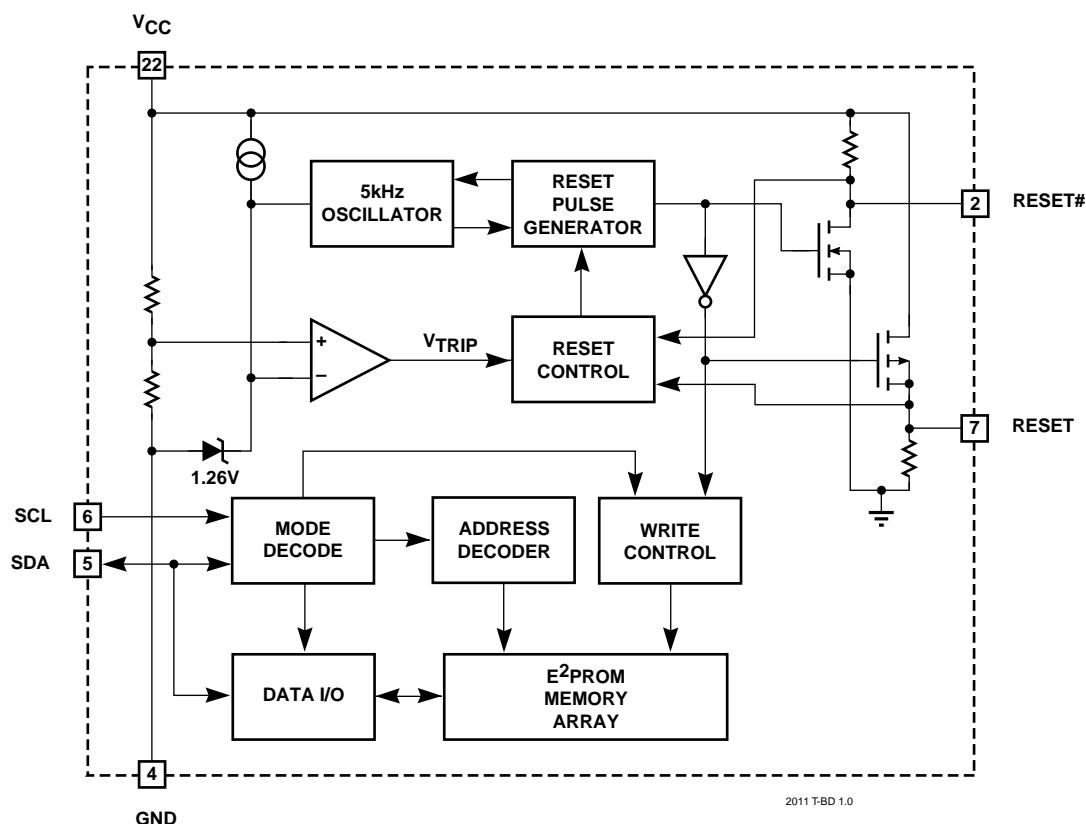 VCC
22
5kHz
OSCILLATOR
RESET
PULSE
GENERATOR
2
RESET#
+
–
VTRIP
RESET
CONTROL
7
RESET
1.26V
SCL
6
SDA
5
MODE
DECODE
ADDRESS
DECODER
WRITE
CONTROL
DATA I/O
E²PROM
MEMORY
ARRAY
4
GND
2011 T-BD 1.0